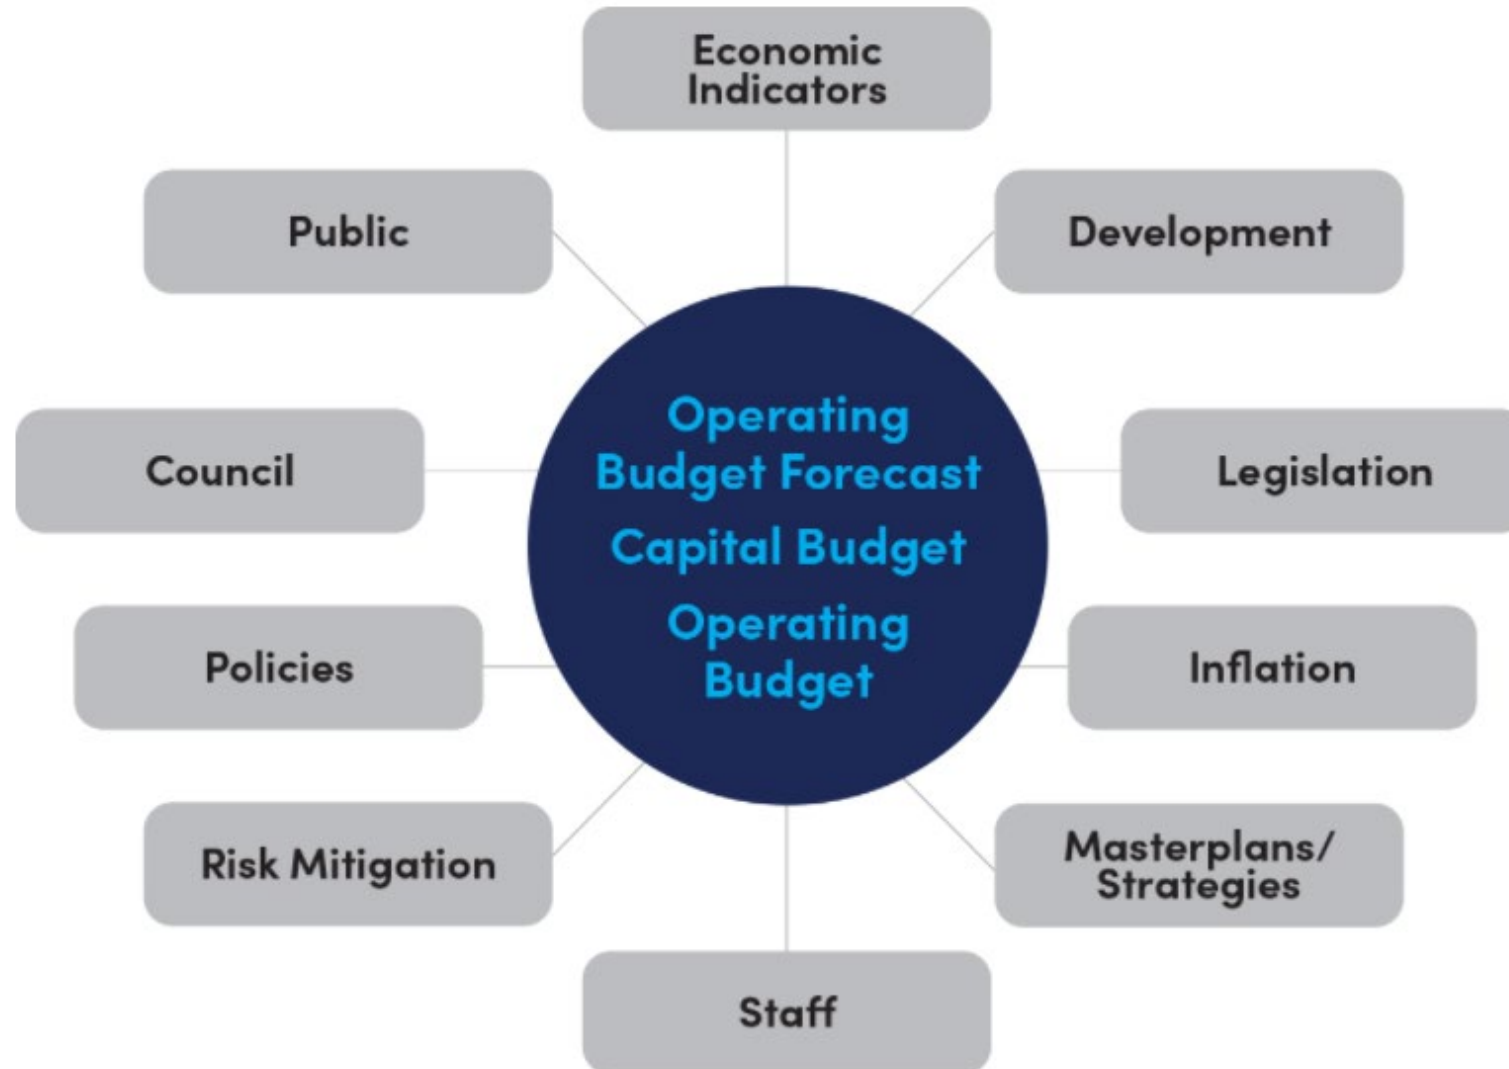 Economic
Indicators
Public
Development
Operating
Budget Forecast
Capital Budget
Operating
Budget
Council
Legislation
Policies
Inflation
Risk Mitigation
Masterplans/
Strategies
Staff